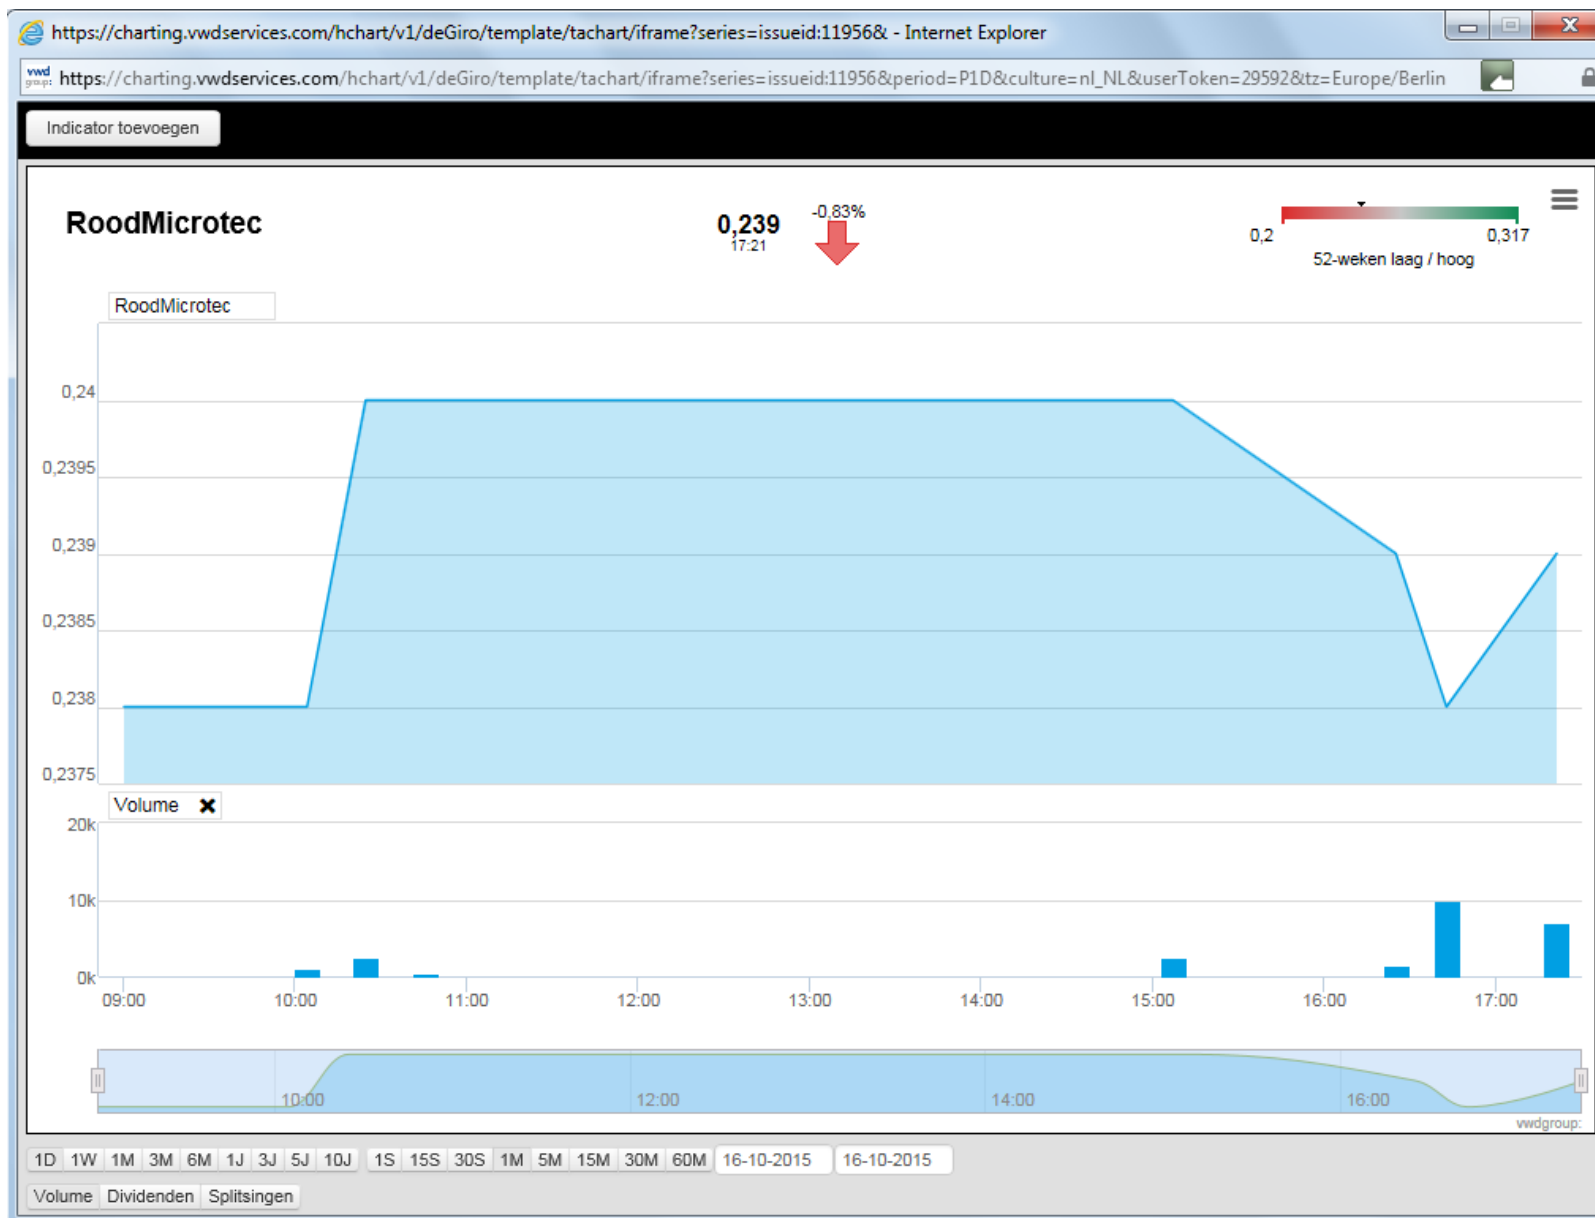 https://charting.vwdservices.com/hchart/v1/deGiro/template/tachart/iframe?series=issueid:11956& - Internet Explorer
vwd group: https://charting.vwdservices.com/hchart/v1/deGiro/template/tachart/iframe?series=issueid:11956&period=P1D&culture=nl_NL&userToken=29592&tz=Europe/Berlin
Indicator toevoegen
RoodMicrotec
0,239
17:21
-0,83%
0,2
0,317
52-weken laag / hoog
RoodMicrotec
0,24
0,2395
0,239
0,2385
0,238
0,2375
Volume
20k
10k
0k
09:00 10:00 11:00 12:00 13:00 14:00 15:00 16:00 17:00
10:00 12:00 14:00 16:00
vwdgroup:
1D 1W 1M 3M 6M 1J 3J 5J 10J 1S 15S 30S 1M 5M 15M 30M 60M 16-10-2015 16-10-2015
Volume Dividenden Splitsingen